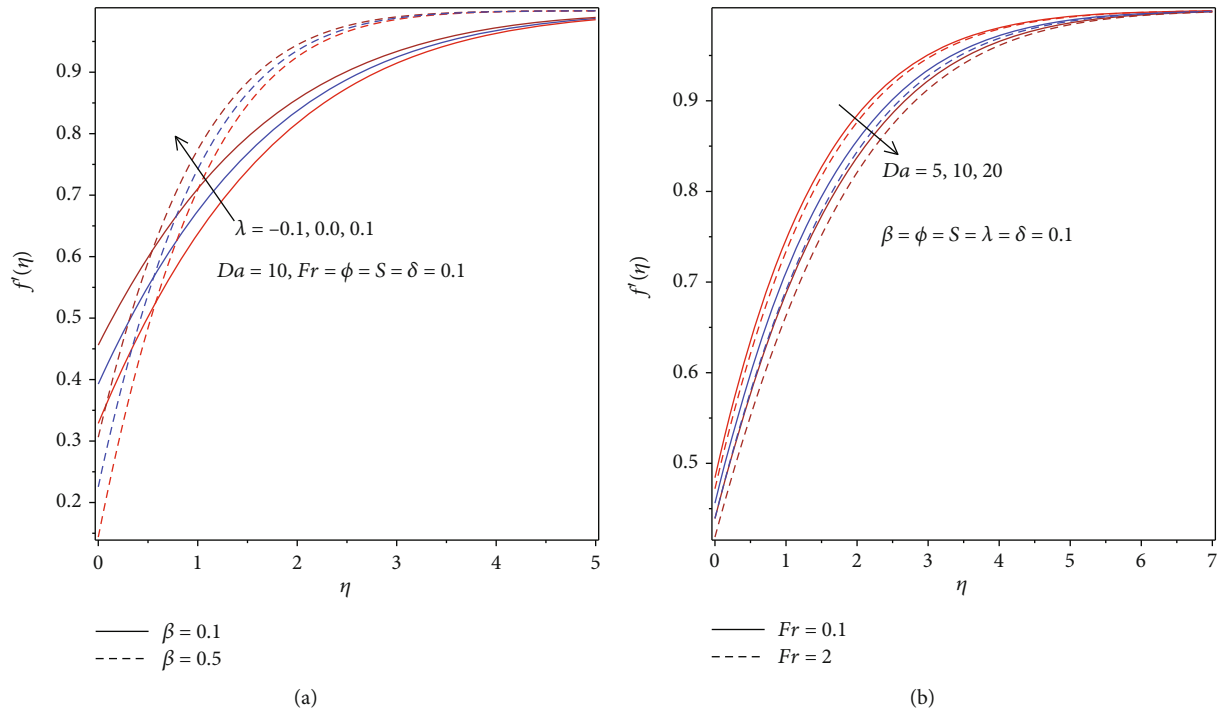 0.9
0.8
0.7
0.6
0.5
0.4
0.3
0.2
f′(η)
λ = –0.1, 0.0, 0.1
Da = 10, Fr = ϕ = S = δ = 0.1
0 1 2 3 4 5
η
β = 0.1
β = 0.5
(a)
0.9
0.8
0.7
0.6
0.5
f′(η)
Da = 5, 10, 20
β = ϕ = S = λ = δ = 0.1
0 1 2 3 4 5 6 7
η
Fr = 0.1
Fr = 2
(b)